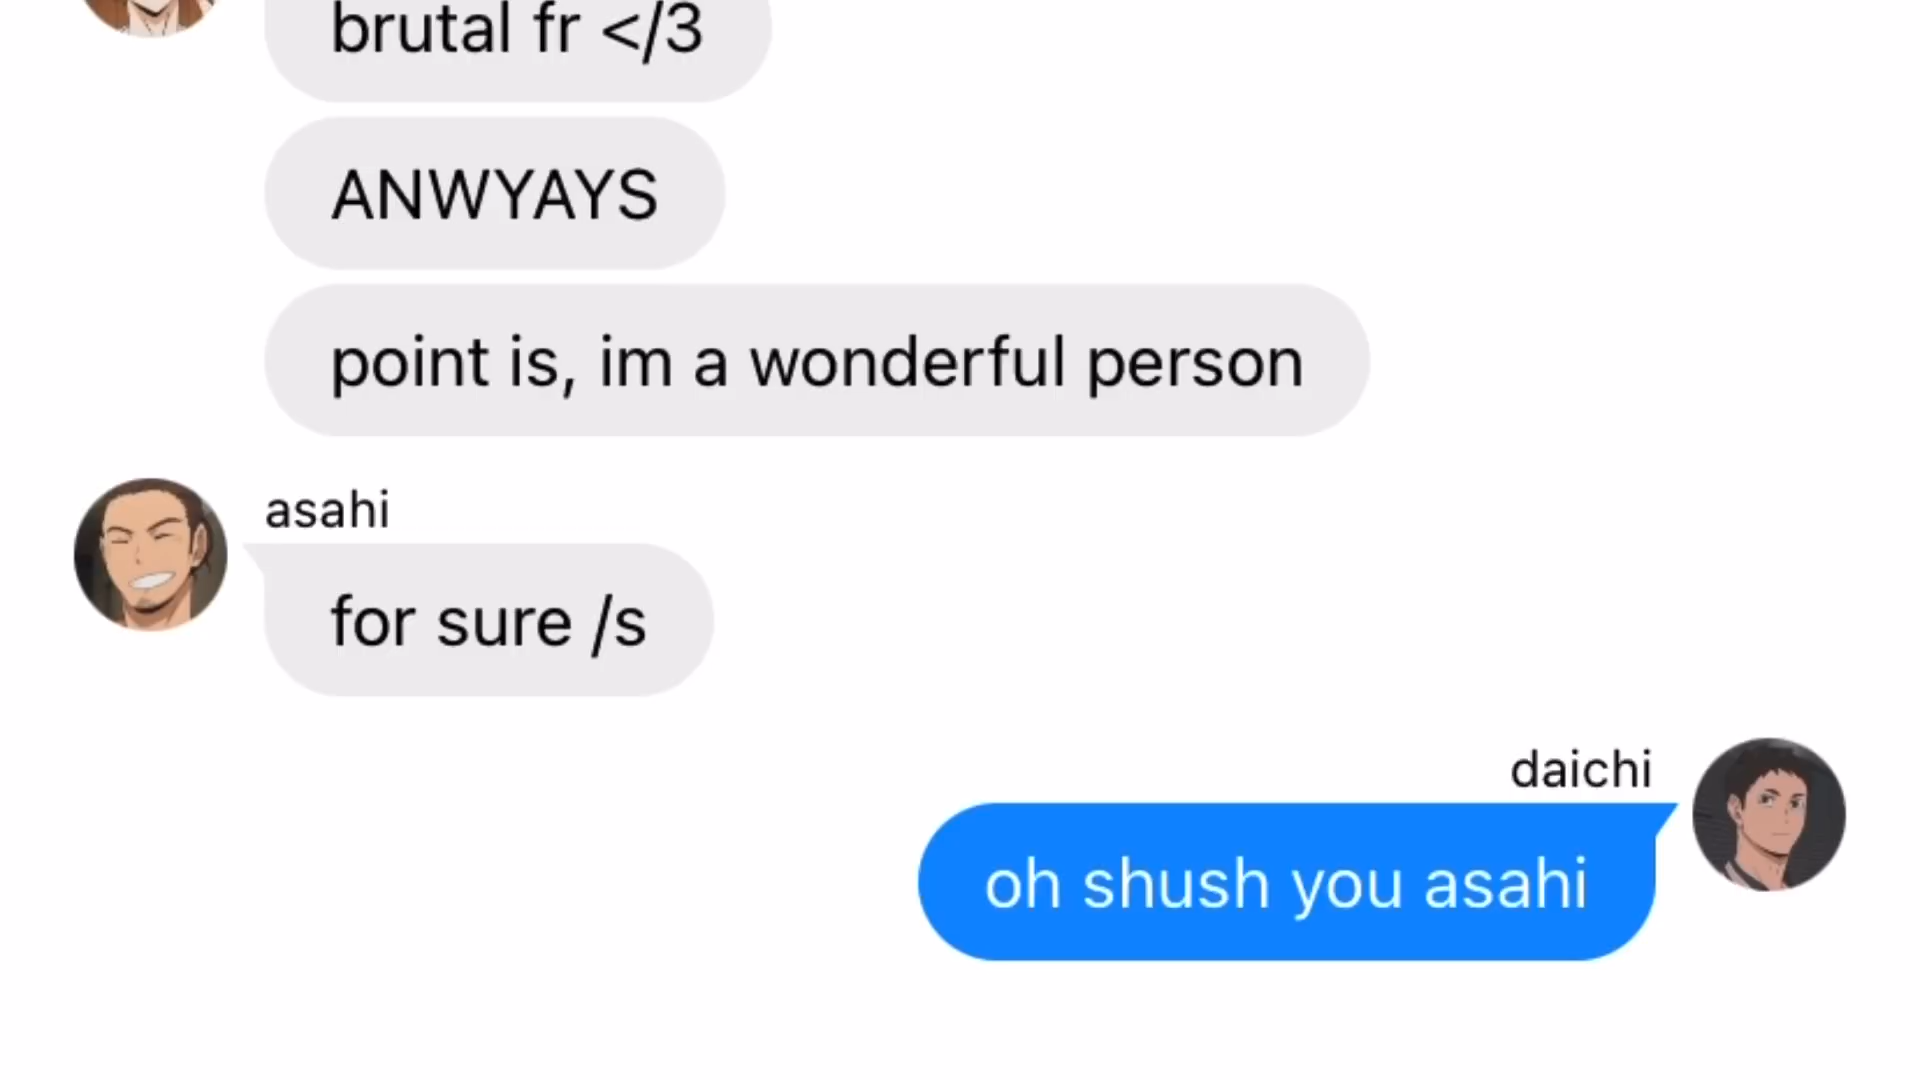 brutal fr </3
ANWYAYS
point is, im a wonderful person
asahi
for sure /s
daichi
oh shush you asahi